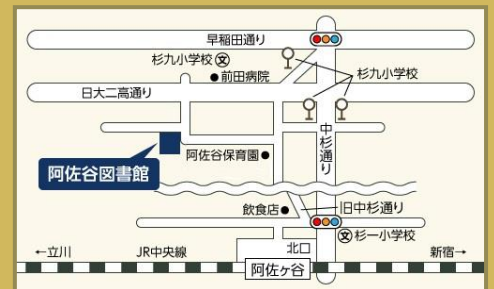 早稲田通り
杉九小学校 文
前田病院
杉九小学校
日大二高通り
中杉通り
阿佐谷保育園
阿佐谷図書館
飲食店
旧中杉通り
文 杉一小学校
北口
←立川
JR中央線
新宿→
阿佐ヶ谷